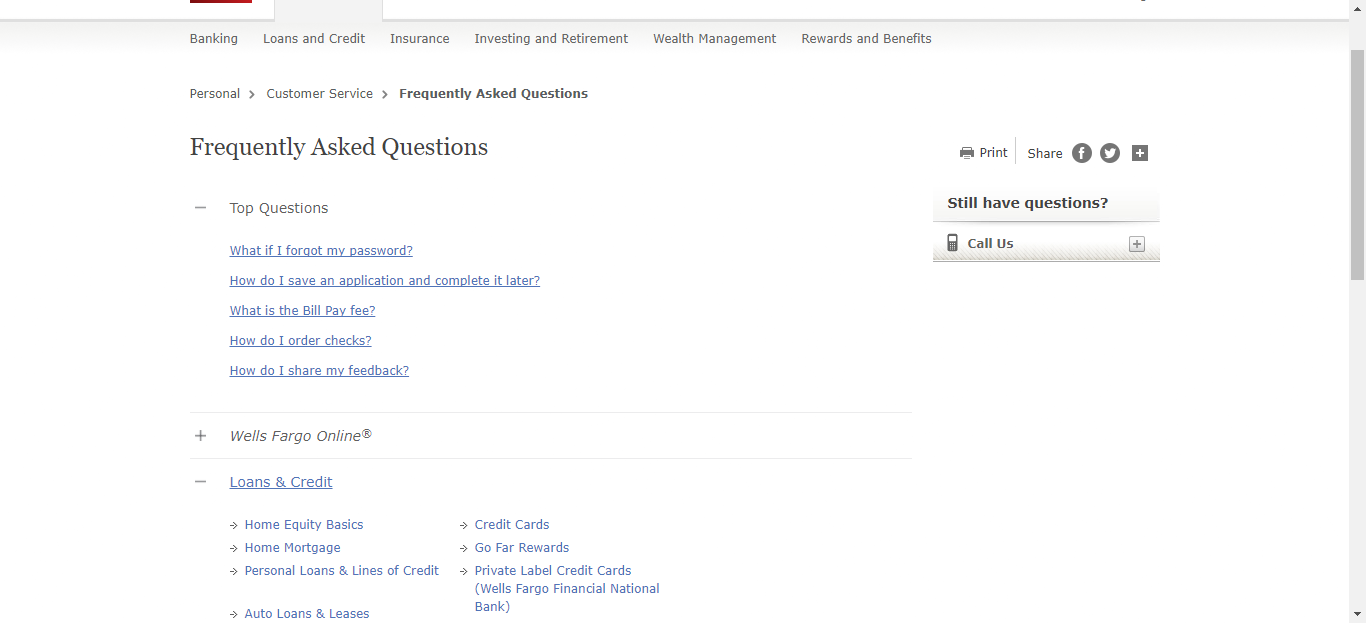 Banking Loans and Credit Insurance Investing and Retirement Wealth Management Rewards and Benefits
Personal > Customer Service > Frequently Asked Questions
Frequently Asked Questions
Print Share
Top Questions
What if I forgot my password?
How do I save an application and complete it later?
What is the Bill Pay fee?
How do I order checks?
How do I share my feedback?
Wells Fargo Online®
Loans & Credit
Home Equity Basics
Home Mortgage
Personal Loans & Lines of Credit
Auto Loans & Leases
Credit Cards
Go Far Rewards
Private Label Credit Cards
(Wells Fargo Financial National
Bank)
Still have questions?
Call Us